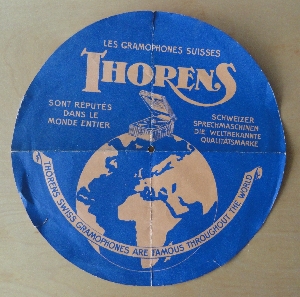 LES GRAMOPHONES SUISSES
THORENS
SONT RÉPUTÉS
DANS LE
MONDE ENTIER
SCHWEIZER
SPRECHMASCHINEN
DIE WELTBEKANNTE
QUALITÄTSMARKE
THORENS SWISS GRAMOPHONES ARE FAMOUS THROUGHOUT THE WORLD